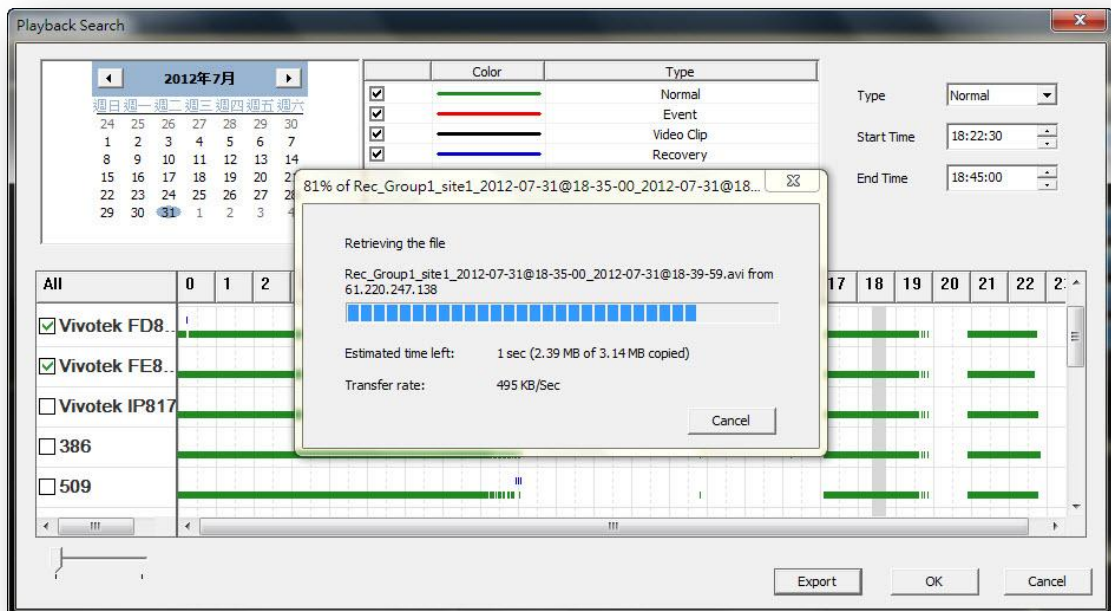 Playback Search
2012年7月
週日 週一 週二 週三 週四 週五 週六
24 25 26 27 28 29 30
1 2 3 4 5 6 7
8 9 10 11 12 13 14
15 16 17 18 19 20
22 23 24 25 26 27
29 30 31 1 2 3
Color Type
Normal
Event
Video Clip
Recovery
Type Normal
Start Time 18:22:30
End Time 18:45:00
81% of Rec_Group1_site1_2012-07-31@18-35-00_2012-07-31@18...
Retrieving the file
Rec_Group1_site1_2012-07-31@18-35-00_2012-07-31@18-39-59.avi from
61.220.247.138
Estimated time left: 1 sec (2.39 MB of 3.14 MB copied)
Transfer rate: 495 KB/Sec
Cancel
All 0 1 2 17 18 19 20 21 22
Vivotek FD8..
Vivotek FE8..
Vivotek IP817
386
509
Export OK Cancel